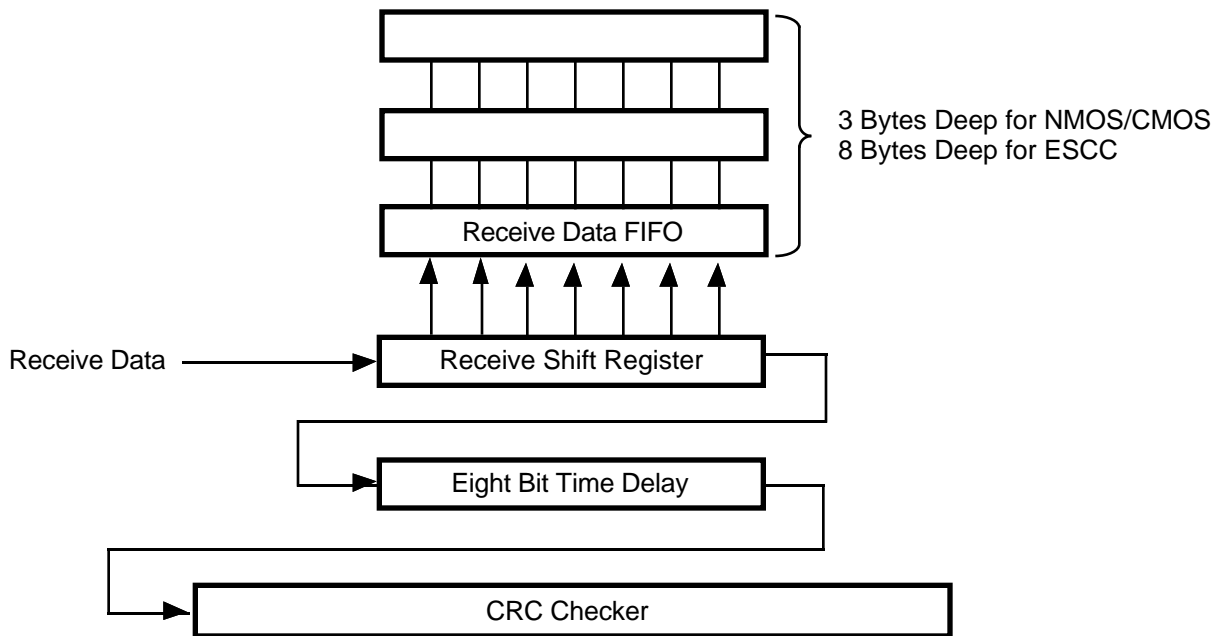 3 Bytes Deep for NMOS/CMOS
8 Bytes Deep for ESCC
Receive Data FIFO
Receive Data
Receive Shift Register
Eight Bit Time Delay
CRC Checker